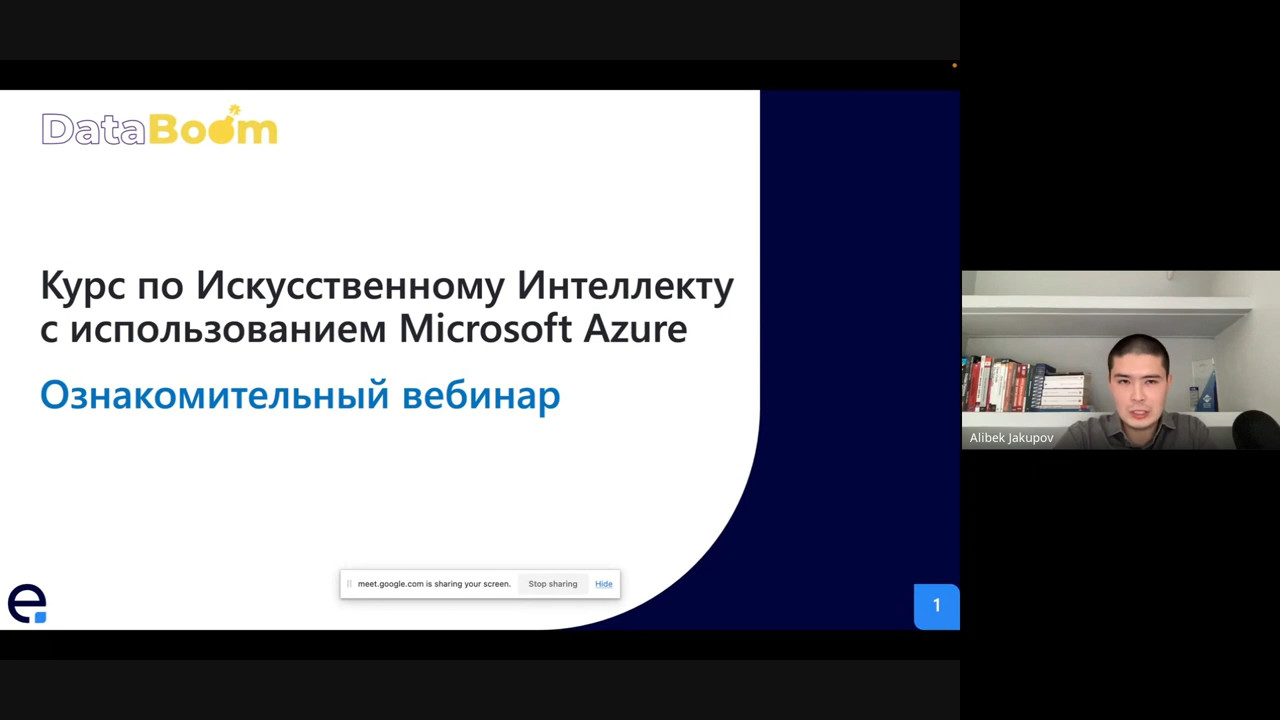 DataBoom
Курс по Искусственному Интеллекту
с использованием Microsoft Azure
Ознакомительный вебинар
meet.google.com is sharing your screen. Stop sharing Hide
1
Alibek Jakupov